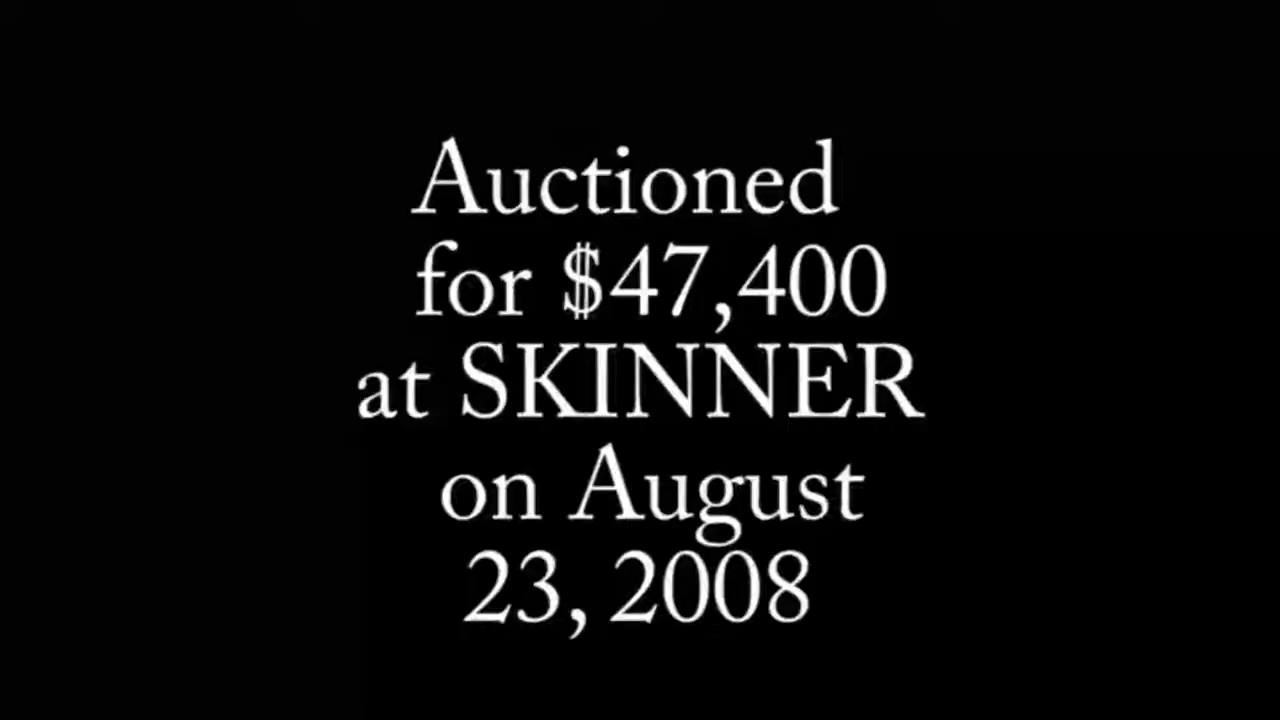 Auctioned
for $47,400
at SKINNER
on August
23, 2008